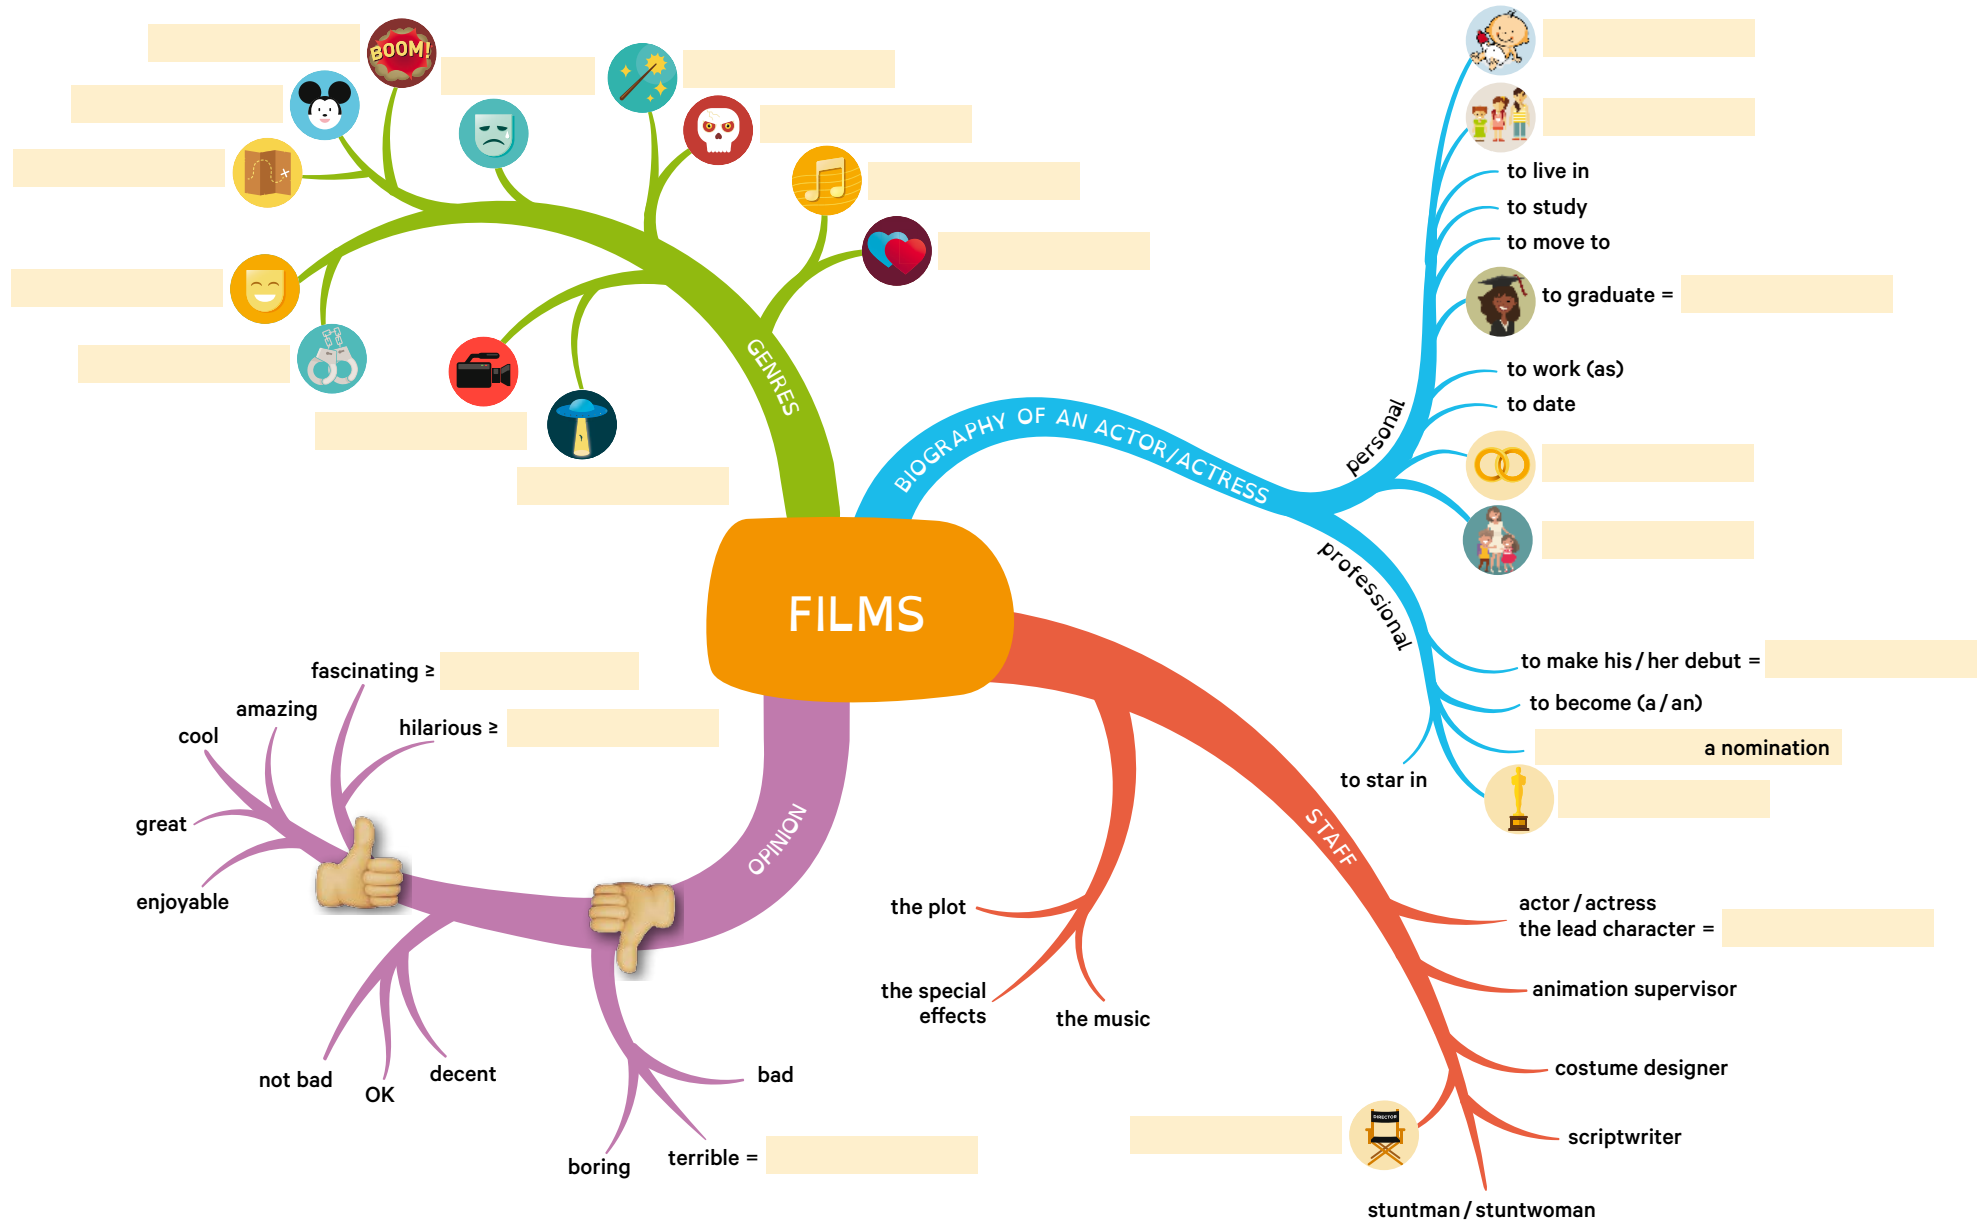 BOOM!
GENRES
BIOGRAPHY OF AN ACTOR/ACTRESS
personal
to live in
to study
to move to
to graduate =
to work (as)
to date
professional
to make his/her debut =
to become (a/an)
a nomination
to star in
FILMS
fascinating ≥
amazing
hilarious ≥
cool
great
enjoyable
OPINION
not bad
OK
decent
bad
boring
terrible =
the plot
the special
effects
the music
STAFF
actor/actress
the lead character =
animation supervisor
costume designer
DIRECTOR
scriptwriter
stuntman/stuntwoman